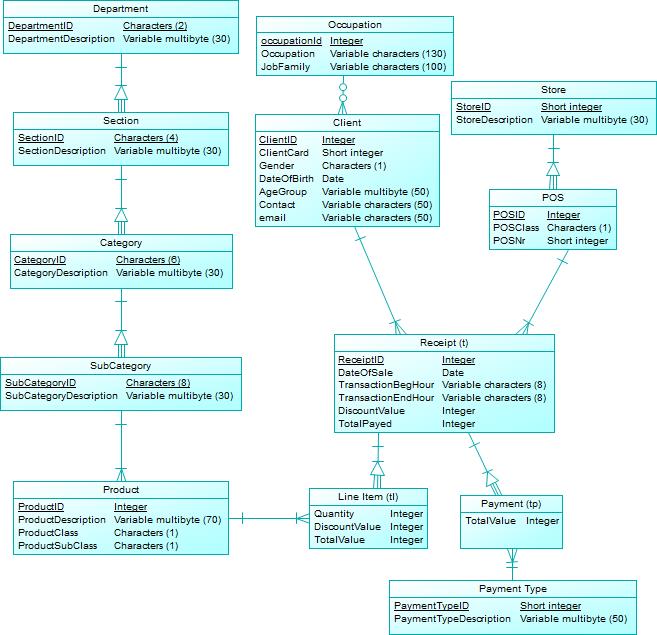 Department
DepartmentID Characters (2)
DepartmentDescription Variable multibyte (30)
Section
SectionID Characters (4)
SectionDescription Variable multibyte (30)
Category
CategoryID Characters (6)
CategoryDescription Variable multibyte (30)
SubCategory
SubCategoryID Characters (8)
SubCategoryDescription Variable multibyte (30)
Product
ProductID Integer
ProductDescription Variable multibyte (70)
ProductClass Characters (1)
ProductSubClass Characters (1)
Occupation
occupationId Integer
Occupation Variable characters (130)
JobFamily Variable characters (100)
Client
ClientID Integer
ClientCard Short integer
Gender Characters (1)
DateOfBirth Date
AgeGroup Variable multibyte (50)
Contact Variable characters (50)
email Variable characters (50)
Store
StoreID Short integer
StoreDescription Variable multibyte (30)
POS
POSID Integer
POSClass Characters (1)
POSNr Short integer
Receipt (t)
ReceiptID Integer
DateOfSale Date
TransactionBegHour Variable characters (8)
TransactionEndHour Variable characters (8)
DiscountValue Integer
TotalPayed Integer
Line Item (tl)
Quantity Integer
DiscountValue Integer
TotalValue Integer
Payment (tp)
TotalValue Integer
Payment Type
PaymentTypeID Short integer
PaymentTypeDescription Variable multibyte (50)